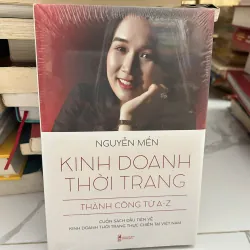 NGUYỄN MẾN
KINH DOANH
THỜI TRANG
THÀNH CÔNG TỪ A-Z
CUỐN SÁCH ĐẦU TIÊN VỀ
KINH DOANH THỜI TRANG THỰC CHIẾN TẠI VIỆT NAM